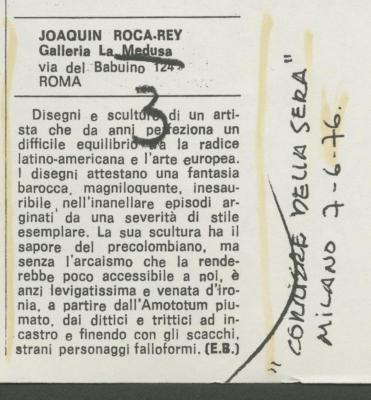 JOAQUIN ROCA-REY
Galleria La Medusa
via del Babuino 124
ROMA
3
Disegni e sculture di un arti-
sta che da anni perfeziona un
difficile equilibrio tra la radice
latino-americana e l'arte europea.
I disegni attestano una fantasia
barocca, magniloquente, inesau-
ribile nell'inanellare episodi ar-
ginati da una severità di stile
esemplare. La sua scultura ha il
sapore del precolombiano, ma
senza l'arcaismo che la rende-
rebbe poco accessibile a noi, è
anzi levigatissima e venata d'iro-
nia, a partire dall'Amototum piu-
mato, dai dittici e trittici ad in-
castro e finendo con gli scacchi,
strani personaggi falloformi. (E.B.)
"CORRIERE DELLA SERA"
MILANO 7-6-76.